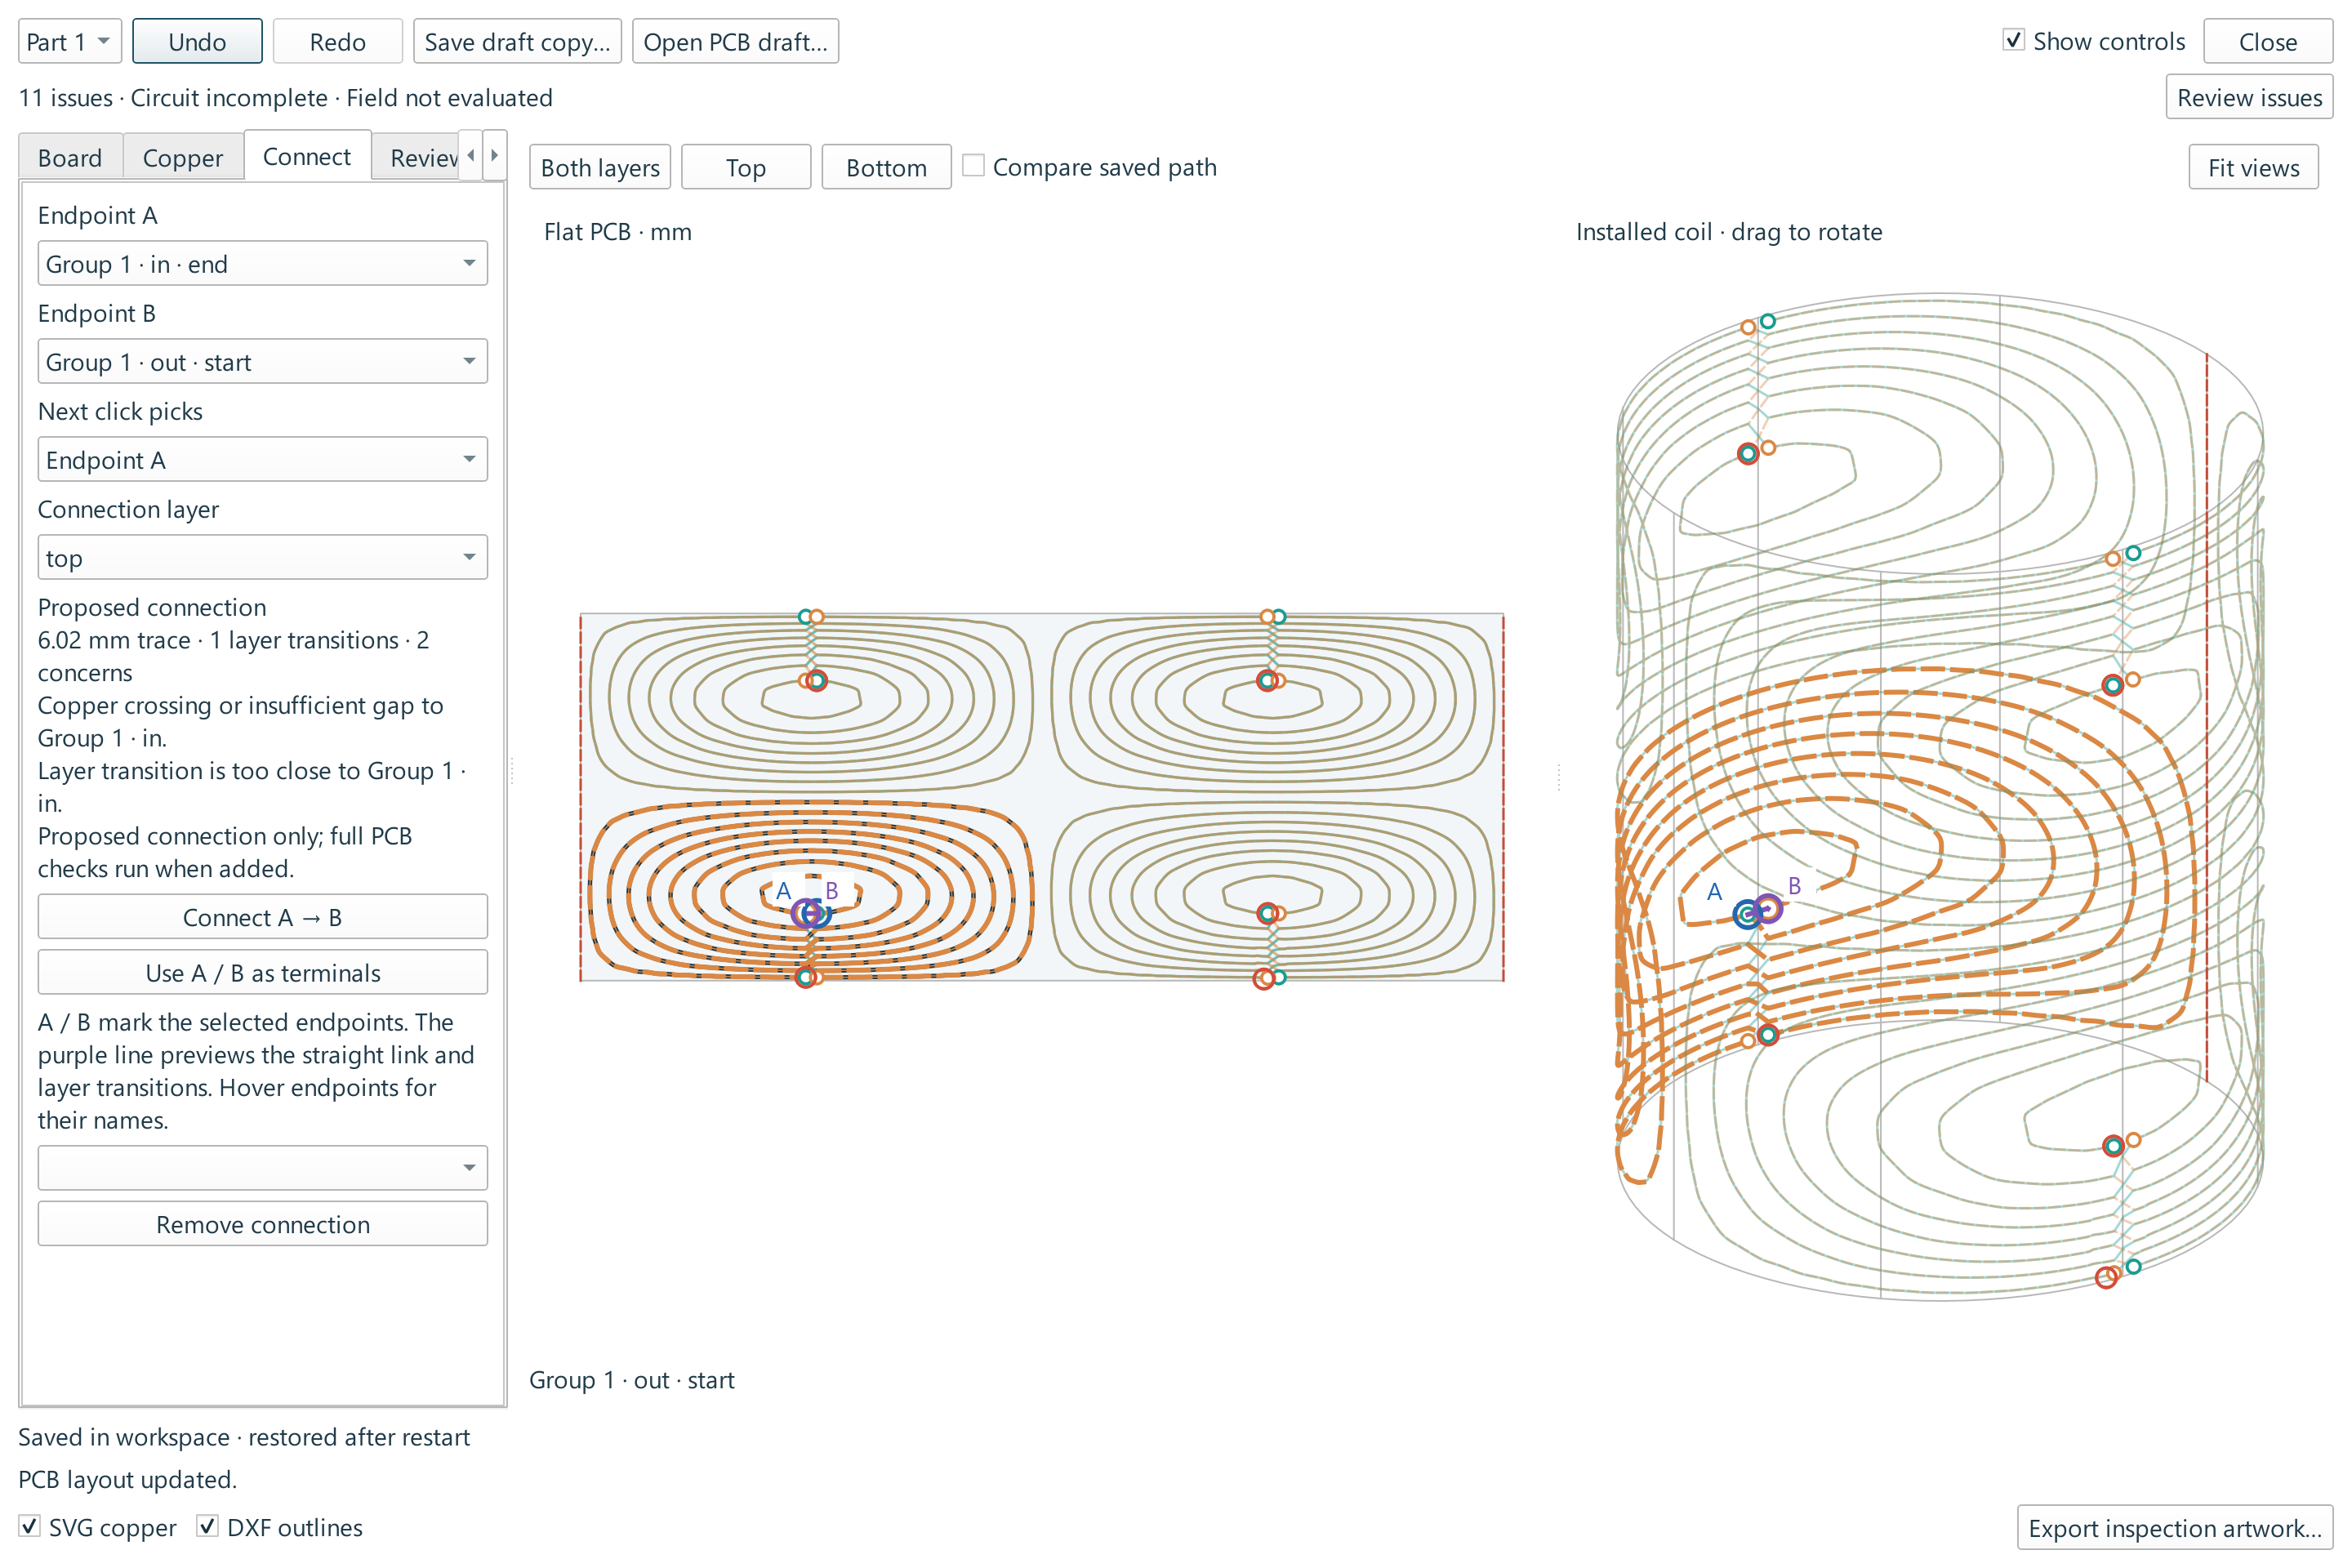 Part 1
Undo
Redo
Save draft copy...
Open PCB draft...
Show controls
Close
11 issues · Circuit incomplete · Field not evaluated
Review issues
Board
Copper
Connect
Both layers
Top
Bottom
Compare saved path
Fit views
Endpoint A
Group 1 · in · end
Endpoint B
Group 1 · out · start
Next click picks
Endpoint A
Connection layer
top
Proposed connection
6.02 mm trace · 1 layer transitions · 2
concerns
Copper crossing or insufficient gap to
Group 1 · in.
Layer transition is too close to Group 1 ·
in.
Proposed connection only; full PCB
checks run when added.
Connect A → B
Use A / B as terminals
A / B mark the selected endpoints. The
purple line previews the straight link and
layer transitions. Hover endpoints for
their names.
Remove connection
Flat PCB · mm
A
B
Installed coil · drag to rotate
A
B
Group 1 · out · start
Saved in workspace · restored after restart
PCB layout updated.
SVG copper
DXF outlines
Export inspection artwork...